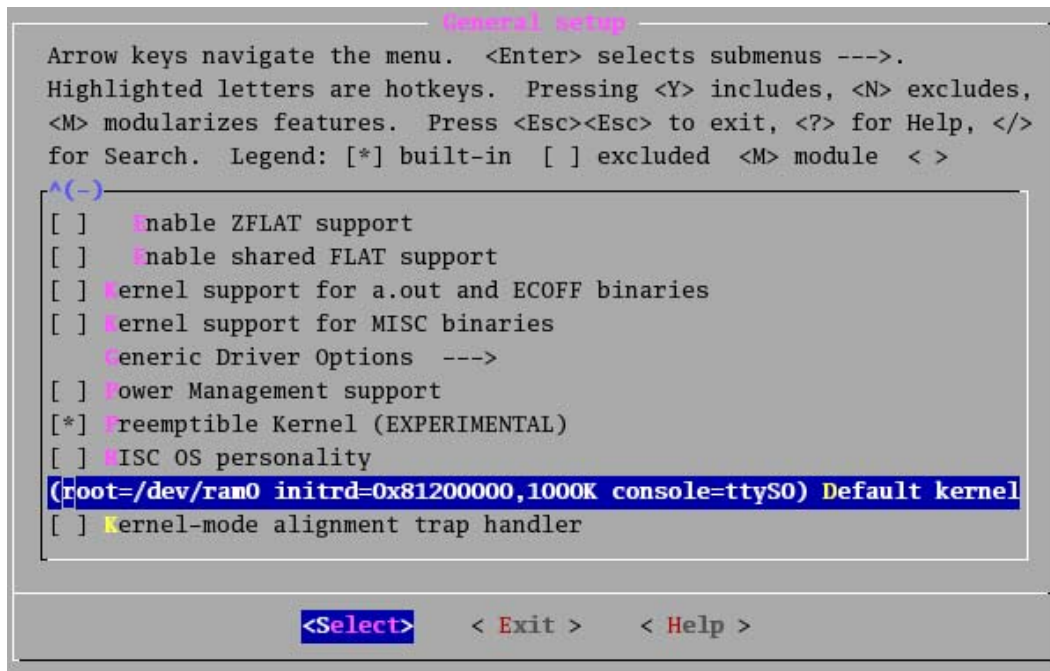 General setup
Arrow keys navigate the menu. <Enter> selects submenus --->.
Highlighted letters are hotkeys. Pressing <Y> includes, <N> excludes,
<M> modularizes features. Press <Esc><Esc> to exit, <?> for Help, </>
for Search. Legend: [*] built-in [ ] excluded <M> module < >
^(-)
[ ] Enable ZFLAT support
[ ] Enable shared FLAT support
[ ] Kernel support for a.out and ECOFF binaries
[ ] Kernel support for MISC binaries
Generic Driver Options --->
[ ] Power Management support
[*] Preemptible Kernel (EXPERIMENTAL)
[ ] RISC OS personality
(root=/dev/ram0 initrd=0x81200000,1000K console=ttyS0) Default kernel
[ ] Kernel-mode alignment trap handler
<Select> < Exit > < Help >